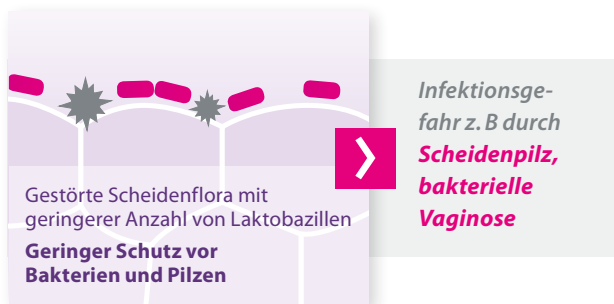 Gestörte Scheidenflora mit
geringerer Anzahl von Laktobazillen
Geringer Schutz vor
Bakterien und Pilzen
Infektionsge-
fahr z. B durch
Scheidenpilz,
bakterielle
Vaginose